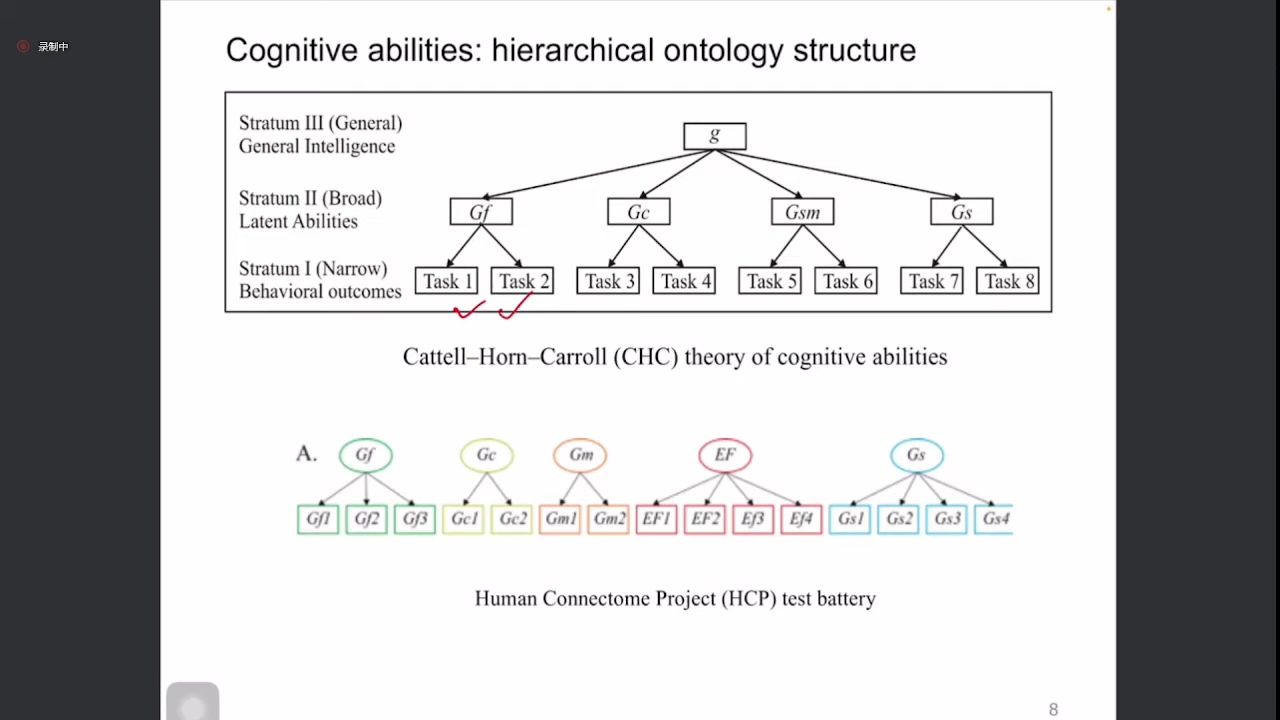 录制中
Cognitive abilities: hierarchical ontology structure
Stratum III (General)
General Intelligence
g
Stratum II (Broad)
Latent Abilities
Gf Gc Gsm Gs
Stratum I (Narrow)
Behavioral outcomes
Task 1 Task 2 Task 3 Task 4 Task 5 Task 6 Task 7 Task 8
Cattell–Horn–Carroll (CHC) theory of cognitive abilities
A. Gf Gc Gm EF Gs
Gf1 Gf2 Gf3 Gc1 Gc2 Gm1 Gm2 EF1 EF2 Ef3 Ef4 Gs1 Gs2 Gs3 Gs4
Human Connectome Project (HCP) test battery
8